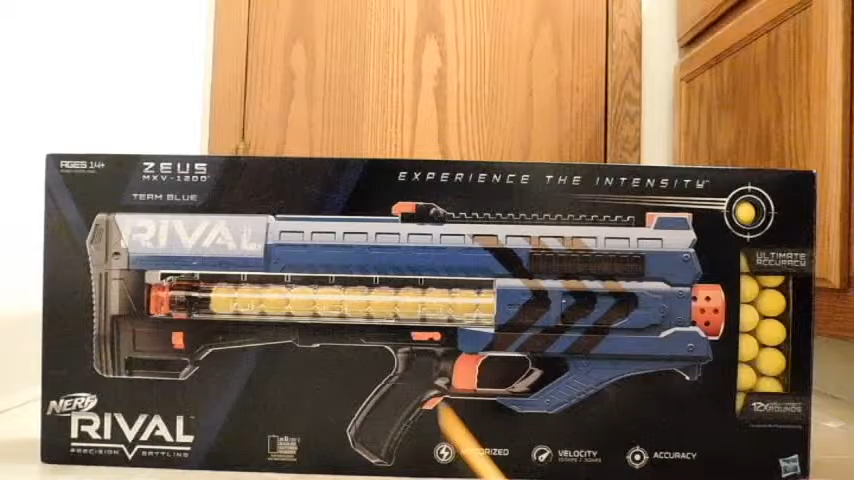 AGES 14+
ZEUS
MXV-1200
TEAM BLUE
EXPERIENCE THE INTENSITY
RIVAL
ULTIMATE
ACCURACY
12X
ROUNDS
NERF
RIVAL
PRECISION BATTLING
VELOCITY
ACCURACY